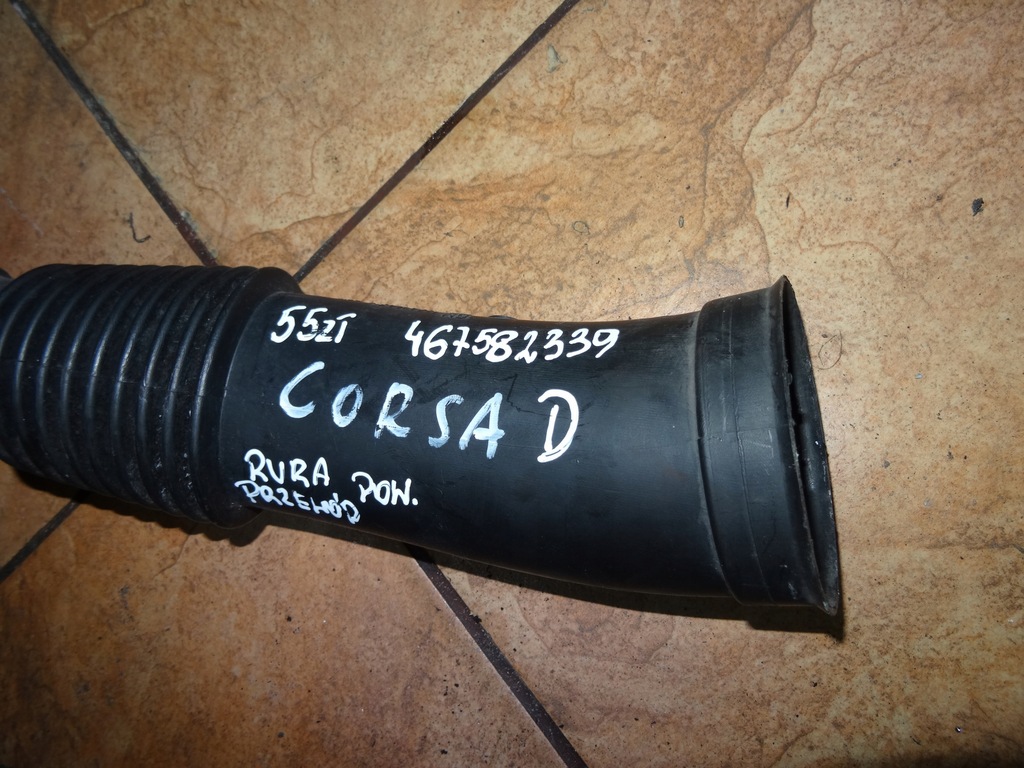 55zł 467582339
CORSA D
RURA POW.
PRZEWÓD